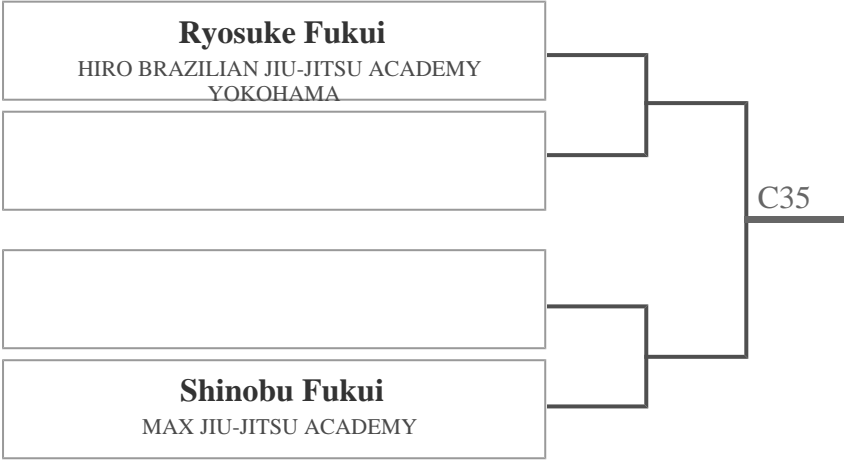 Ryosuke Fukui
HIRO BRAZILIAN JIU-JITSU ACADEMY
YOKOHAMA
C35
Shinobu Fukui
MAX JIU-JITSU ACADEMY